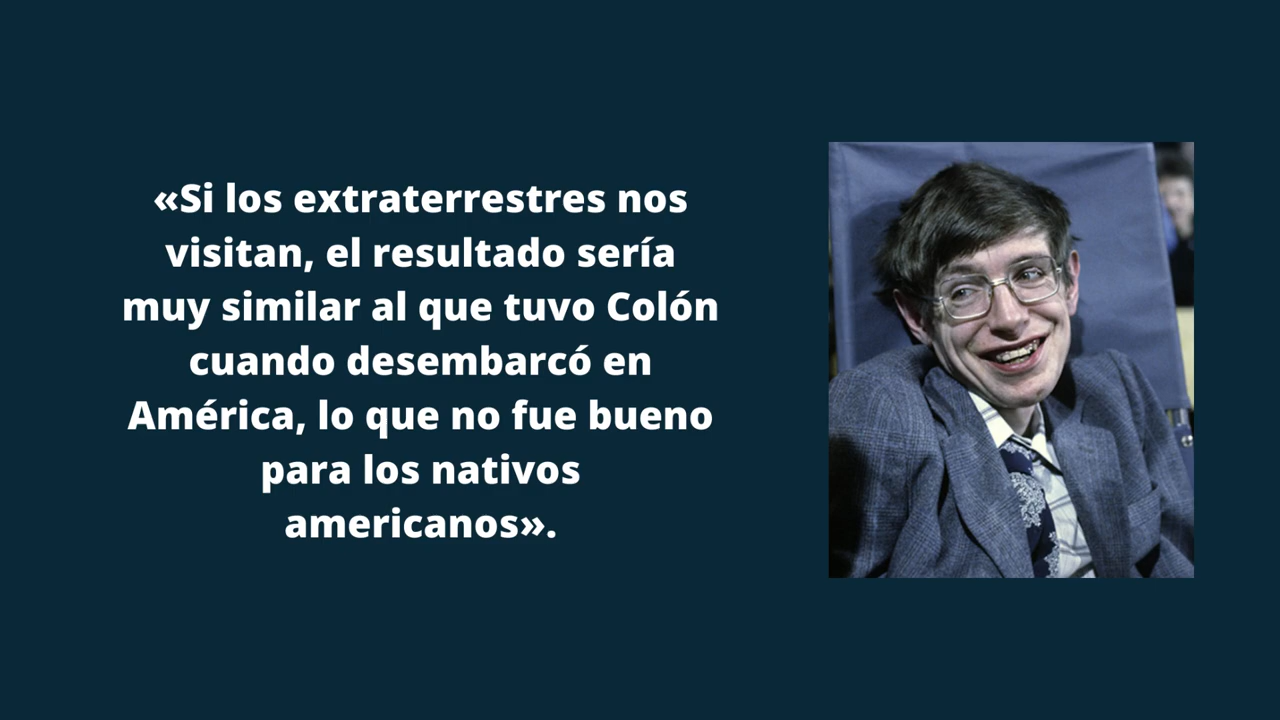 «Si los extraterrestres nos
visitan, el resultado sería
muy similar al que tuvo Colón
cuando desembarcó en
América, lo que no fue bueno
para los nativos
americanos».